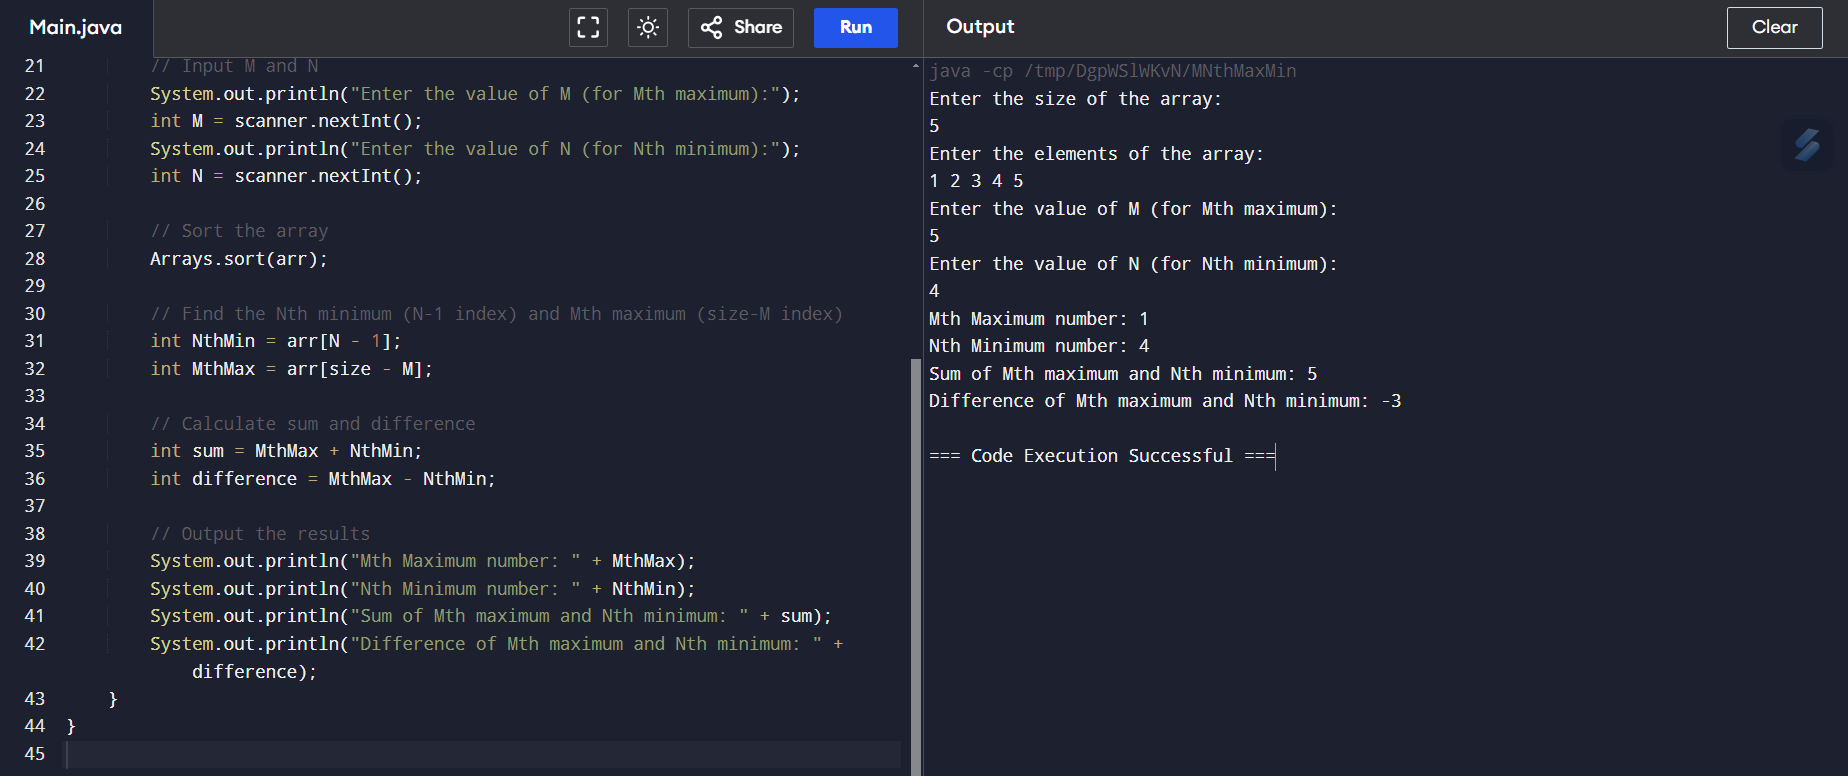 Main.java
Share
Run
21 // Input M and N
22 System.out.println("Enter the value of M (for Mth maximum):");
23 int M = scanner.nextInt();
24 System.out.println("Enter the value of N (for Nth minimum):");
25 int N = scanner.nextInt();
26
27 // Sort the array
28 Arrays.sort(arr);
29
30 // Find the Nth minimum (N-1 index) and Mth maximum (size-M index)
31 int NthMin = arr[N - 1];
32 int MthMax = arr[size - M];
33
34 // Calculate sum and difference
35 int sum = MthMax + NthMin;
36 int difference = MthMax - NthMin;
37
38 // Output the results
39 System.out.println("Mth Maximum number: " + MthMax);
40 System.out.println("Nth Minimum number: " + NthMin);
41 System.out.println("Sum of Mth maximum and Nth minimum: " + sum);
42 System.out.println("Difference of Mth maximum and Nth minimum: " +
difference);
43 }
44 }
45
Output
Clear
java -cp /tmp/DgpWSlWKvN/MNthMaxMin
Enter the size of the array:
5
Enter the elements of the array:
1 2 3 4 5
Enter the value of M (for Mth maximum):
5
Enter the value of N (for Nth minimum):
4
Mth Maximum number: 1
Nth Minimum number: 4
Sum of Mth maximum and Nth minimum: 5
Difference of Mth maximum and Nth minimum: -3
=== Code Execution Successful ===